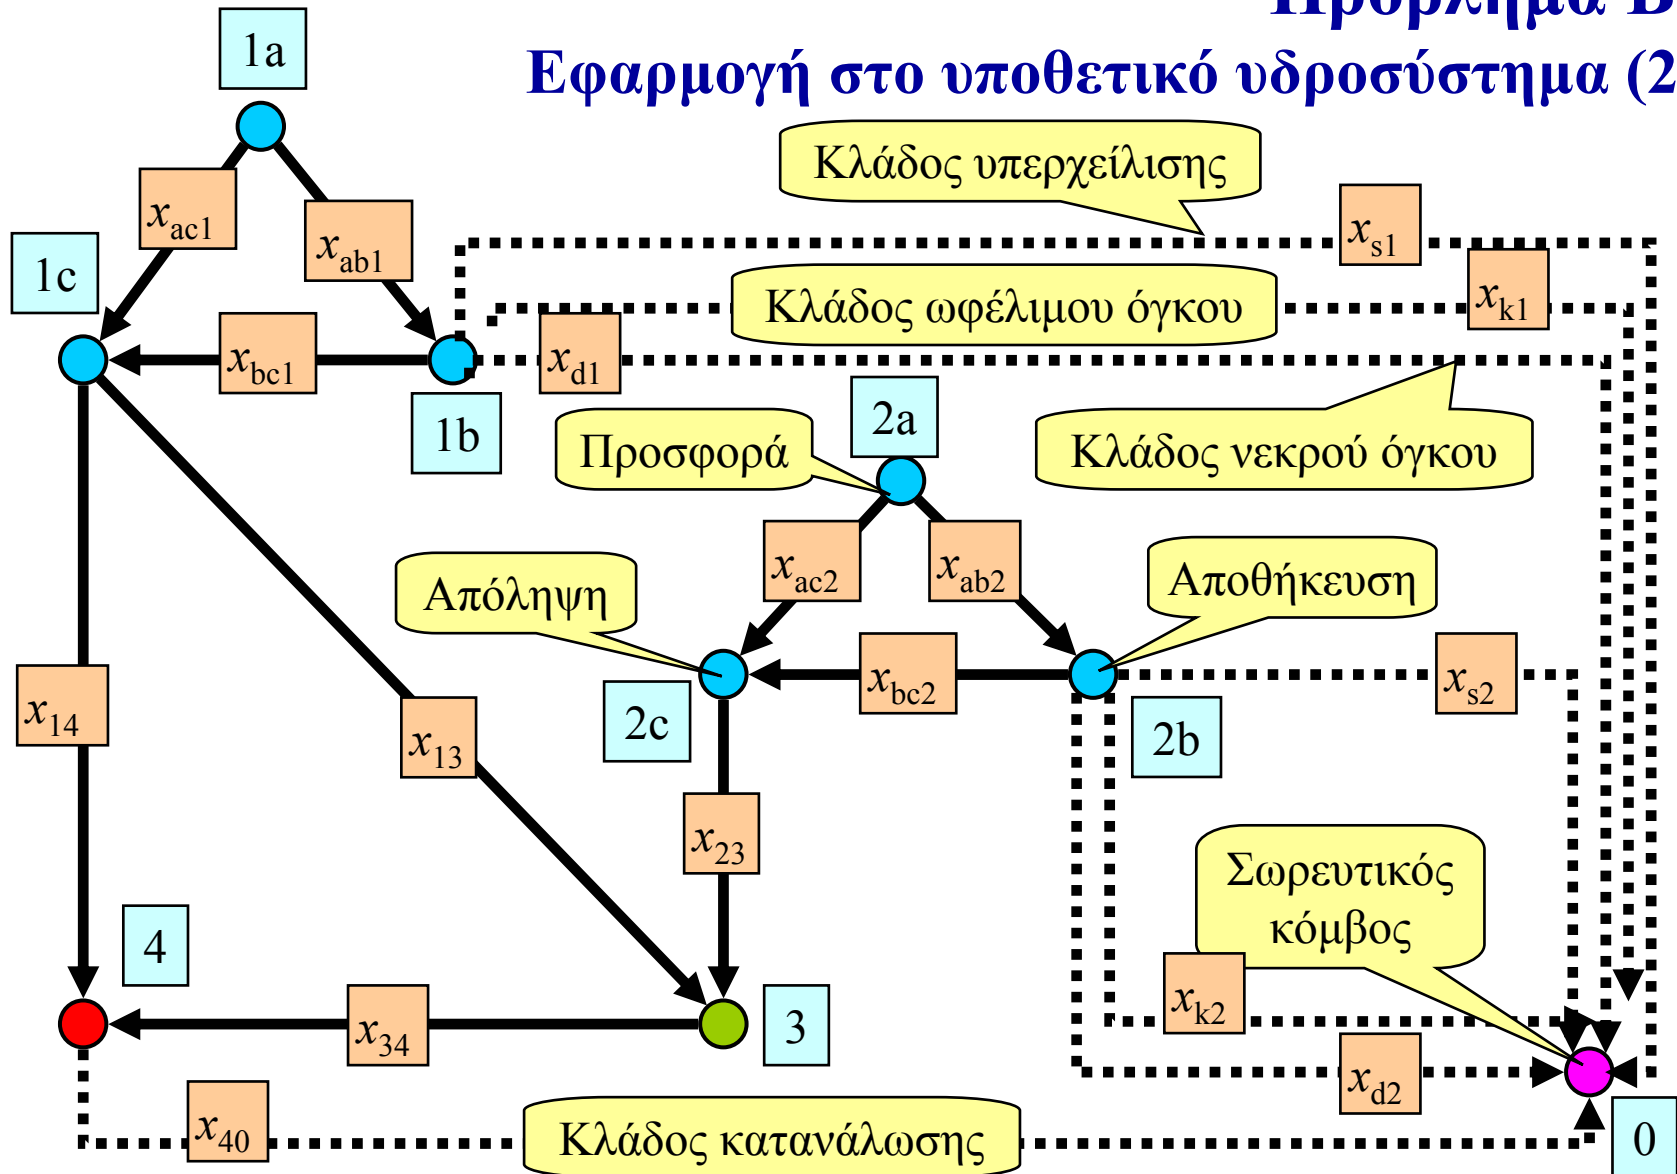 Πρόβλημα Β
Εφαρμογή στο υποθετικό υδροσύστημα (2
1a
Κλάδος υπερχείλισης
x_ac1
x_s1
x_ab1
1c
Κλάδος ωφέλιμου όγκου
x_k1
x_bc1
x_d1
1b
2a
Προσφορά
Κλάδος νεκρού όγκου
x_ac2
x_ab2
Απόληψη
Αποθήκευση
x_bc2
x_s2
x_14
2c
x_13
2b
x_23
Σωρευτικός
κόμβος
4
x_k2
x_34
3
x_d2
x_40
Κλάδος κατανάλωσης
0